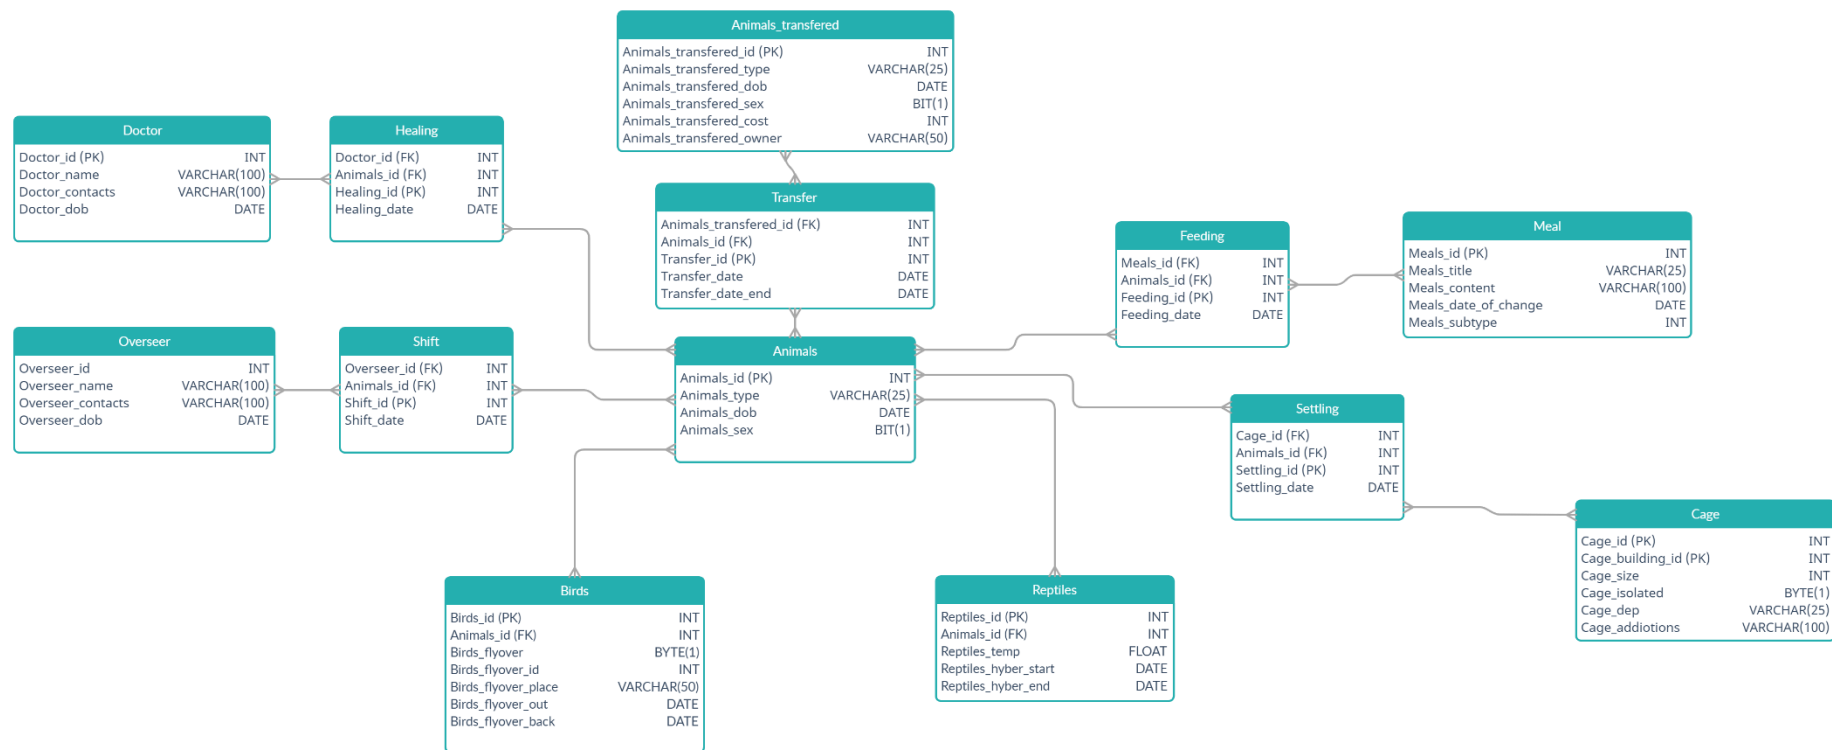 Animals_transfered
Animals_transfered_id (PK) INT
Animals_transfered_type VARCHAR(25)
Animals_transfered_dob DATE
Animals_transfered_sex BIT(1)
Animals_transfered_cost INT
Animals_transfered_owner VARCHAR(50)
Doctor
Doctor_id (PK) INT
Doctor_name VARCHAR(100)
Doctor_contacts VARCHAR(100)
Doctor_dob DATE
Healing
Doctor_id (FK) INT
Animals_id (FK) INT
Healing_id (PK) INT
Healing_date DATE
Transfer
Animals_transfered_id (FK) INT
Animals_id (FK) INT
Transfer_id (PK) INT
Transfer_date DATE
Transfer_date_end DATE
Feeding
Meals_id (FK) INT
Animals_id (FK) INT
Feeding_id (PK) INT
Feeding_date DATE
Meal
Meals_id (PK) INT
Meals_title VARCHAR(25)
Meals_content VARCHAR(100)
Meals_date_of_change DATE
Meals_subtype INT
Overseer
Overseer_id INT
Overseer_name VARCHAR(100)
Overseer_contacts VARCHAR(100)
Overseer_dob DATE
Shift
Overseer_id (FK) INT
Animals_id (FK) INT
Shift_id (PK) INT
Shift_date DATE
Animals
Animals_id (PK) INT
Animals_type VARCHAR(25)
Animals_dob DATE
Animals_sex BIT(1)
Settling
Cage_id (FK) INT
Animals_id (FK) INT
Settling_id (PK) INT
Settling_date DATE
Cage
Cage_id (PK) INT
Cage_building_id (PK) INT
Cage_size INT
Cage_isolated BYTE(1)
Cage_dep VARCHAR(25)
Cage_addiotions VARCHAR(100)
Birds
Birds_id (PK) INT
Animals_id (FK) INT
Birds_flyover BYTE(1)
Birds_flyover_id INT
Birds_flyover_place VARCHAR(50)
Birds_flyover_out DATE
Birds_flyover_back DATE
Reptiles
Reptiles_id (PK) INT
Animals_id (FK) INT
Reptiles_temp FLOAT
Reptiles_hyber_start DATE
Reptiles_hyber_end DATE